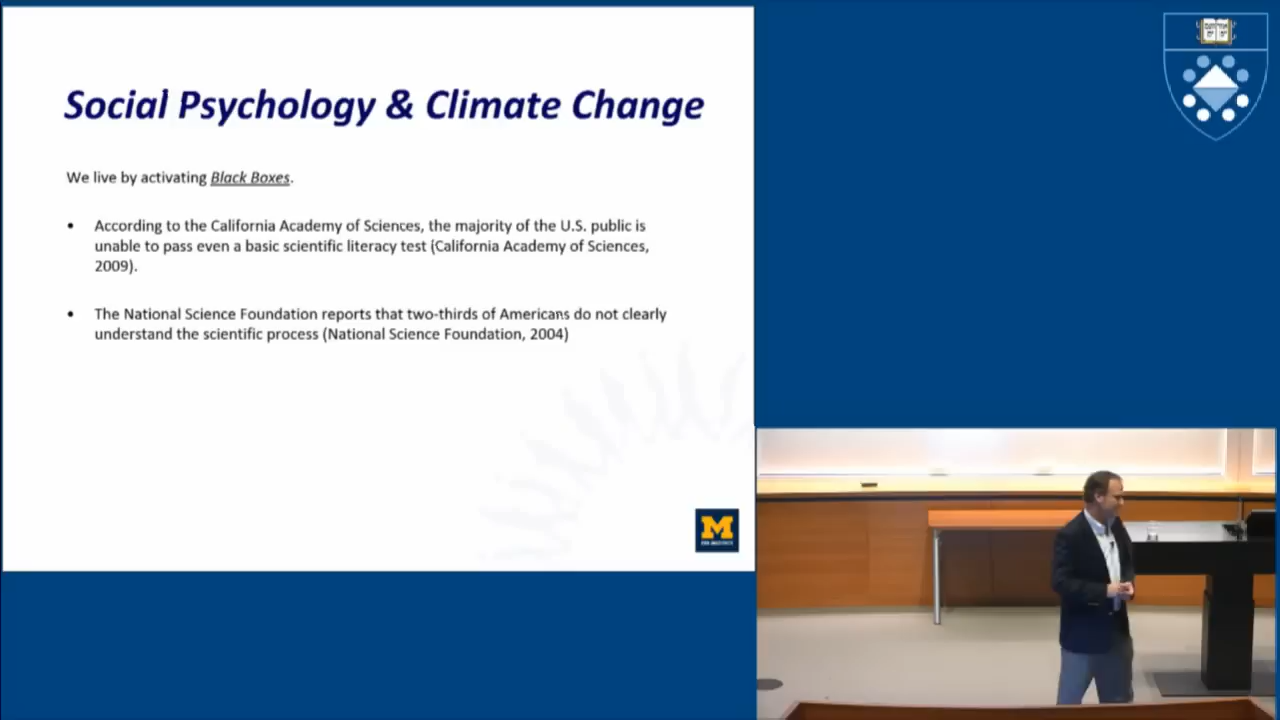 Social Psychology & Climate Change
We live by activating Black Boxes.
• According to the California Academy of Sciences, the majority of the U.S. public is
unable to pass even a basic scientific literacy test (California Academy of Sciences,
2009).
• The National Science Foundation reports that two-thirds of Americans do not clearly
understand the scientific process (National Science Foundation, 2004)
M